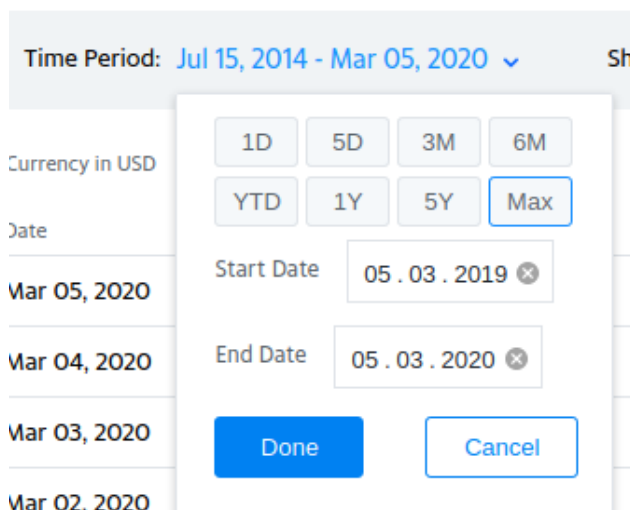 Time Period: Jul 15, 2014 - Mar 05, 2020 Sh
1D 5D 3M 6M
Currency in USD
YTD 1Y 5Y Max
Date
Start Date 05 . 03 . 2019
Mar 05, 2020
End Date 05 . 03 . 2020
Mar 04, 2020
Mar 03, 2020
Done Cancel
Mar 02, 2020